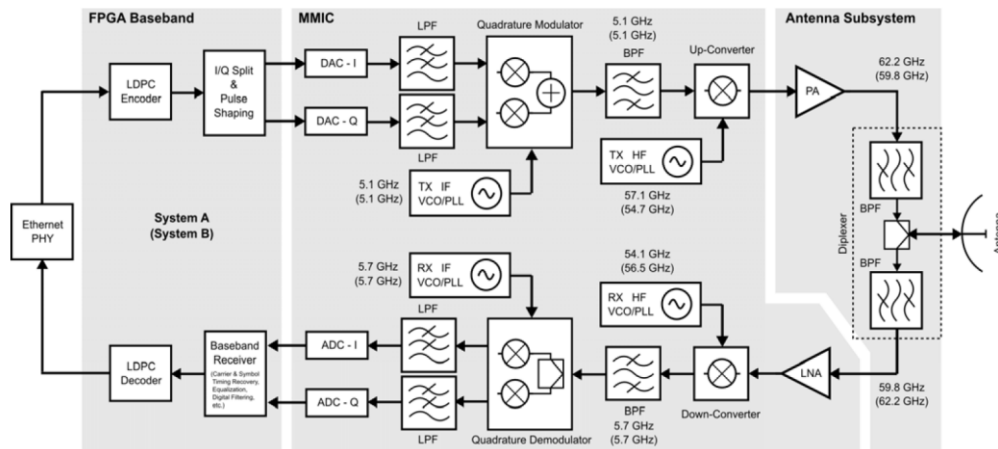 FPGA Baseband
MMIC
Antenna Subsystem
LDPC
Encoder
I/Q Split
&
Pulse
Shaping
DAC - I
DAC - Q
LPF
LPF
Quadrature Modulator
5.1 GHz
(5.1 GHz)
BPF
Up-Converter
PA
62.2 GHz
(59.8 GHz)
5.1 GHz
(5.1 GHz)
TX IF
VCO/PLL
TX HF
VCO/PLL
57.1 GHz
(54.7 GHz)
Ethernet
PHY
System A
(System B)
Diplexer
BPF
BPF
Antenna
5.7 GHz
(5.7 GHz)
RX IF
VCO/PLL
54.1 GHz
(56.5 GHz)
RX HF
VCO/PLL
LDPC
Decoder
Baseband
Receiver
(Carrier & Symbol
Timing Recovery,
Equalization,
Digital Filtering,
etc.)
ADC - I
ADC - Q
LPF
LPF
Quadrature Demodulator
BPF
5.7 GHz
(5.7 GHz)
Down-Converter
LNA
59.8 GHz
(62.2 GHz)